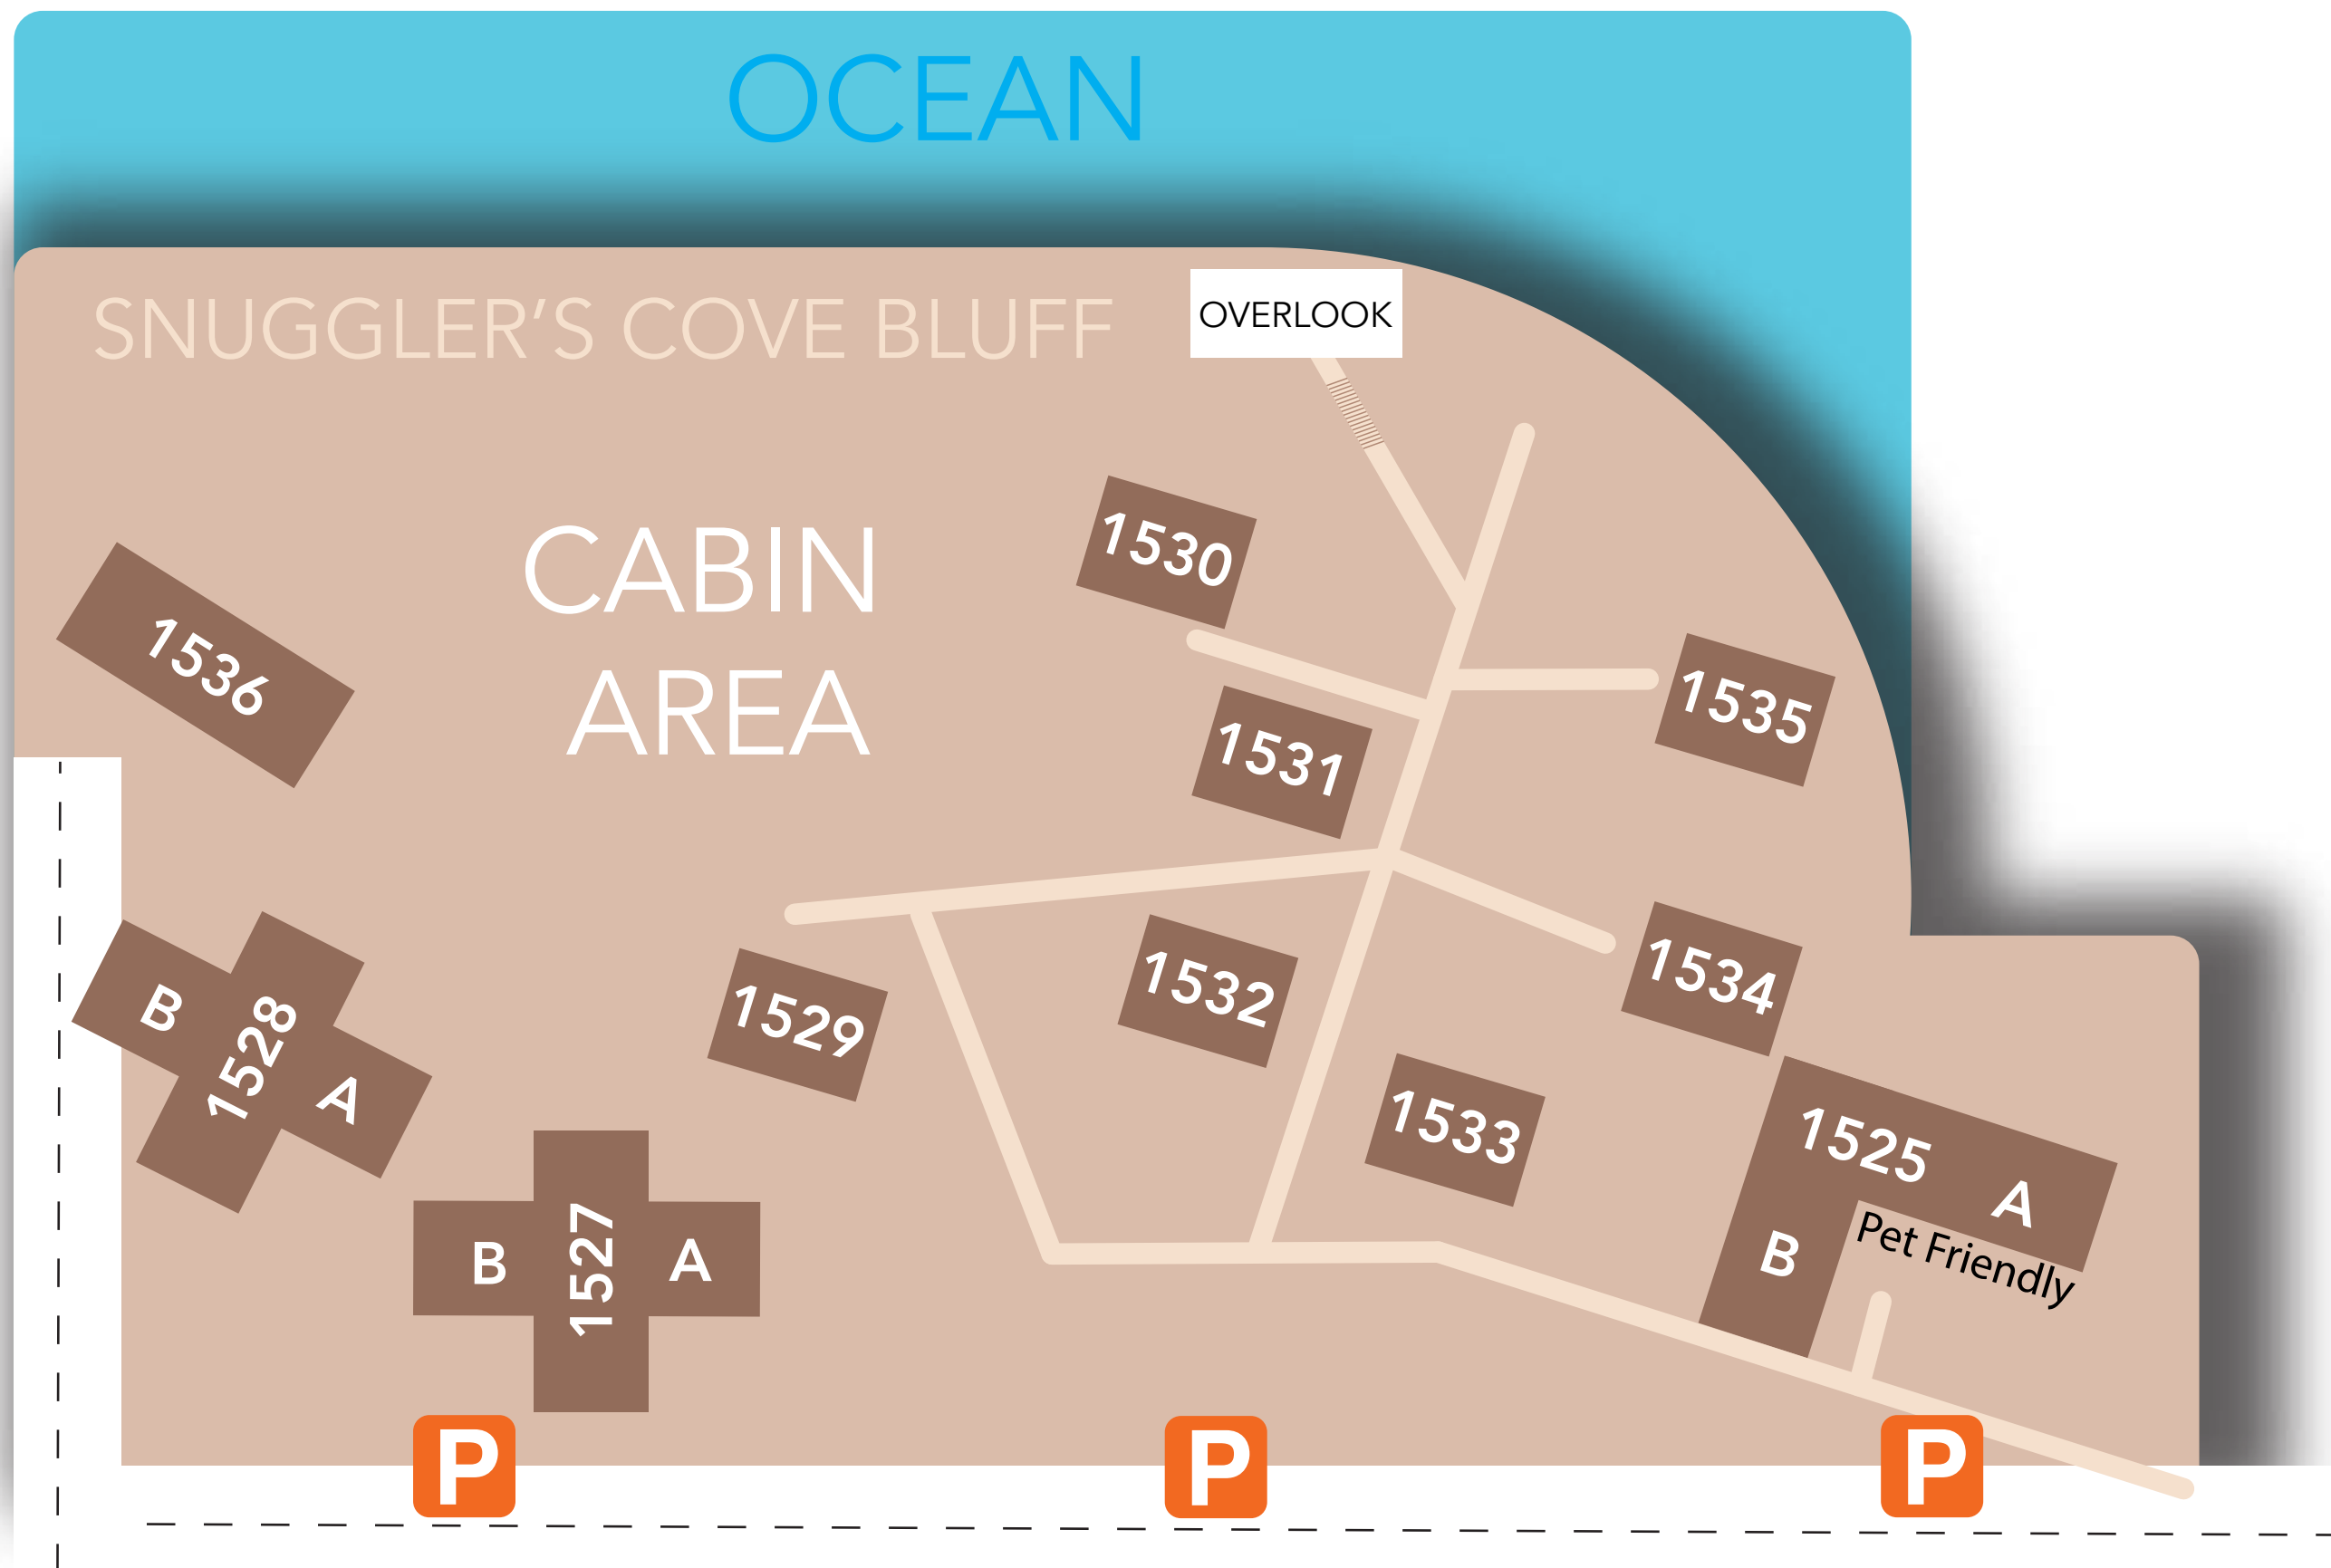 OCEAN
SNUGGLER'S COVE BLUFF
OVERLOOK
CABIN
AREA
1530
1536
1531
1535
1529
1532
1534
1533
B
1528
A
B
1527
A
1525
A
B
Pet Friendly
P
P
P